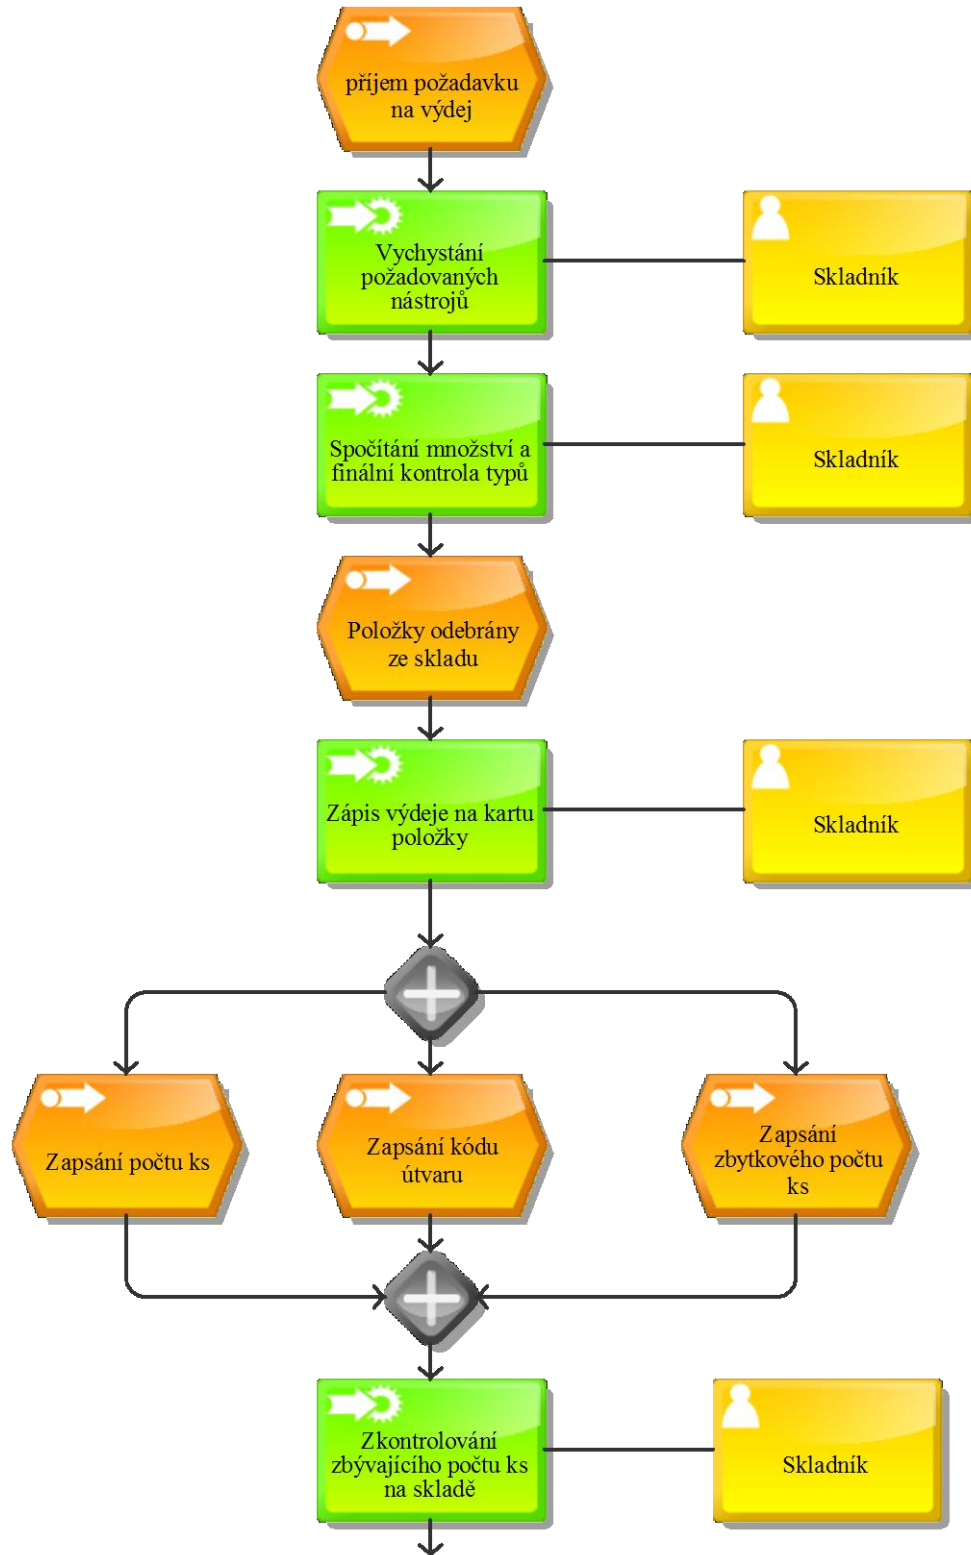 příjem požadavku
na výdej
Vychystání
požadovaných
nástrojů
Skladník
Spočítání množství a
finální kontrola typů
Skladník
Položky odebrány
ze skladu
Zápis výdeje na kartu
položky
Skladník
Zapsání počtu ks
Zapsání kódu
útvaru
Zapsání
zbytkového počtu
ks
Zkontrolování
zbývajícího počtu ks
na skladě
Skladník